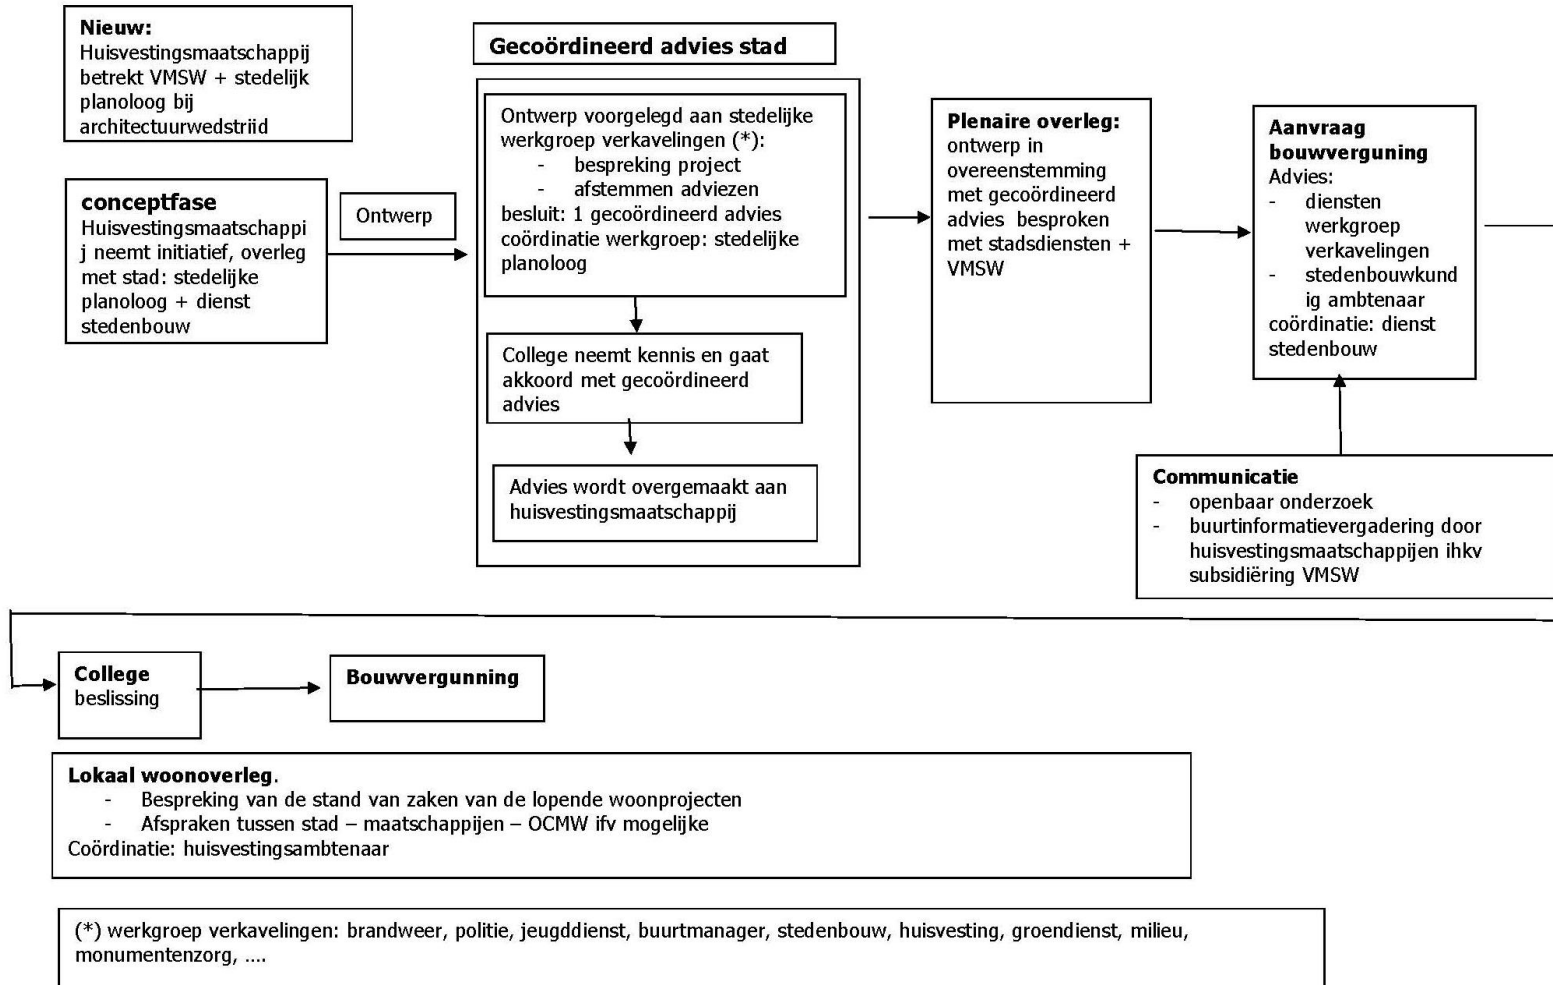 Nieuw:
Huisvestingsmaatschappij
betrekt VMSW + stedelijk
planoloog bij
architectuurwedstriid
conceptfase
Huisvestingsmaatschappi
j neemt initiatief, overleg
met stad: stedelijke
planoloog + dienst
stedenbouw
Ontwerp
Gecoördineerd advies stad
Ontwerp voorgelegd aan stedelijke
werkgroep verkavelingen (*):
- bespreking project
- afstemmen adviezen
besluit: 1 gecoördineerd advies
coördinatie werkgroep: stedelijke
planoloog
College neemt kennis en gaat
akkoord met gecoördineerd
advies
Advies wordt overgemaakt aan
huisvestingsmaatschappij
Plenaire overleg:
ontwerp in
overeenstemming
met gecoördineerd
advies besproken
met stadsdiensten +
VMSW
Aanvraag
bouwverguning
Advies:
- diensten
werkgroep
verkavelingen
- stedenbouwkund
ig ambtenaar
coördinatie: dienst
stedenbouw
Communicatie
- openbaar onderzoek
- buurtinformatievergadering door
huisvestingsmaatschappijen ihkv
subsidiëring VMSW
College
beslissing
Bouwvergunning
Lokaal woonoverleg.
- Bespreking van de stand van zaken van de lopende woonprojecten
- Afspraken tussen stad – maatschappijen – OCMW ifv mogelijke
Coördinatie: huisvestingsambtenaar
(*) werkgroep verkavelingen: brandweer, politie, jeugddienst, buurtmanager, stedenbouw, huisvesting, groendienst, milieu,
monumentenzorg, ....